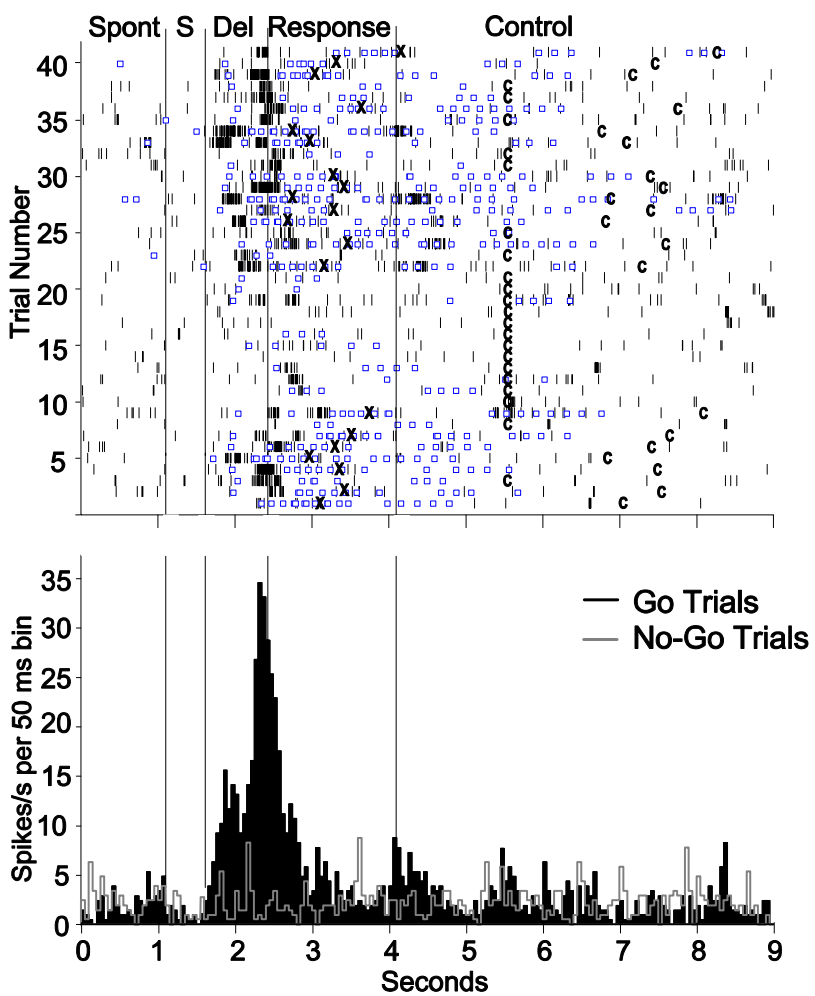 Spont S Del Response Control
Trial Number
40
35
30
25
20
15
10
5
X
C
Spikes/s per 50 ms bin
35
30
25
20
15
10
5
0
Go Trials
No-Go Trials
0 1 2 3 4 5 6 7 8 9
Seconds